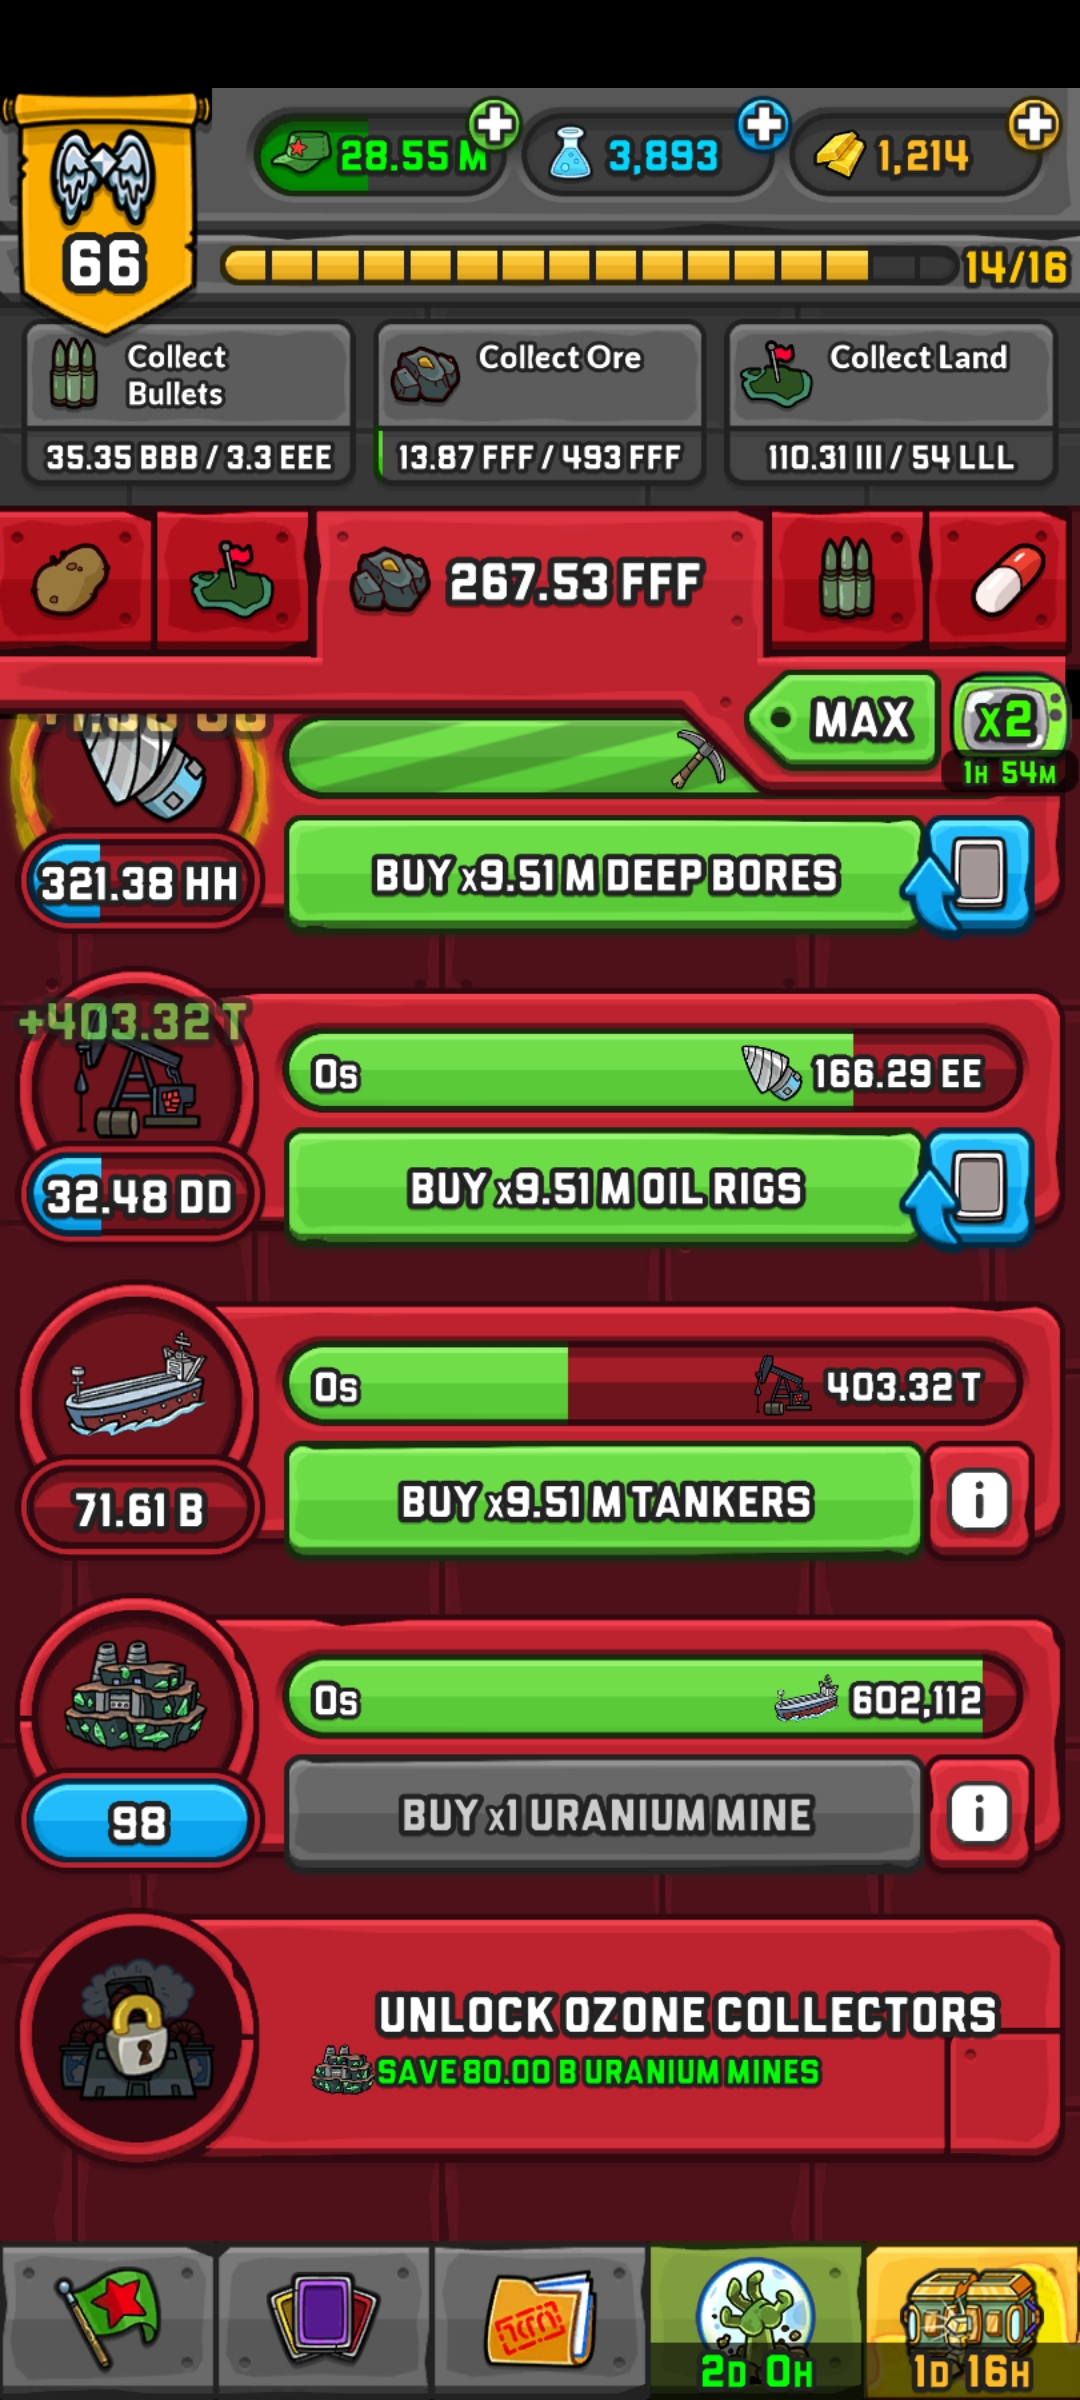 28.55 M
3,893
1,214
66
14/16
Collect
Bullets
Collect Ore
Collect Land
35.35 BBB / 3.3 EEE
13.87 FFF / 493 FFF
110.31 III / 54 LLL
267.53 FFF
MAX
x2
1H 54M
321.38 HH
BUY x9.51 M DEEP BORES
+403.32 T
0s
166.29 EE
32.48 DD
BUY x9.51 M OIL RIGS
0s
403.32 T
71.61 B
BUY x9.51 M TANKERS
i
0s
602,112
98
BUY x1 URANIUM MINE
i
UNLOCK OZONE COLLECTORS
SAVE 80.00 B URANIUM MINES
2D 0H
1D 16H